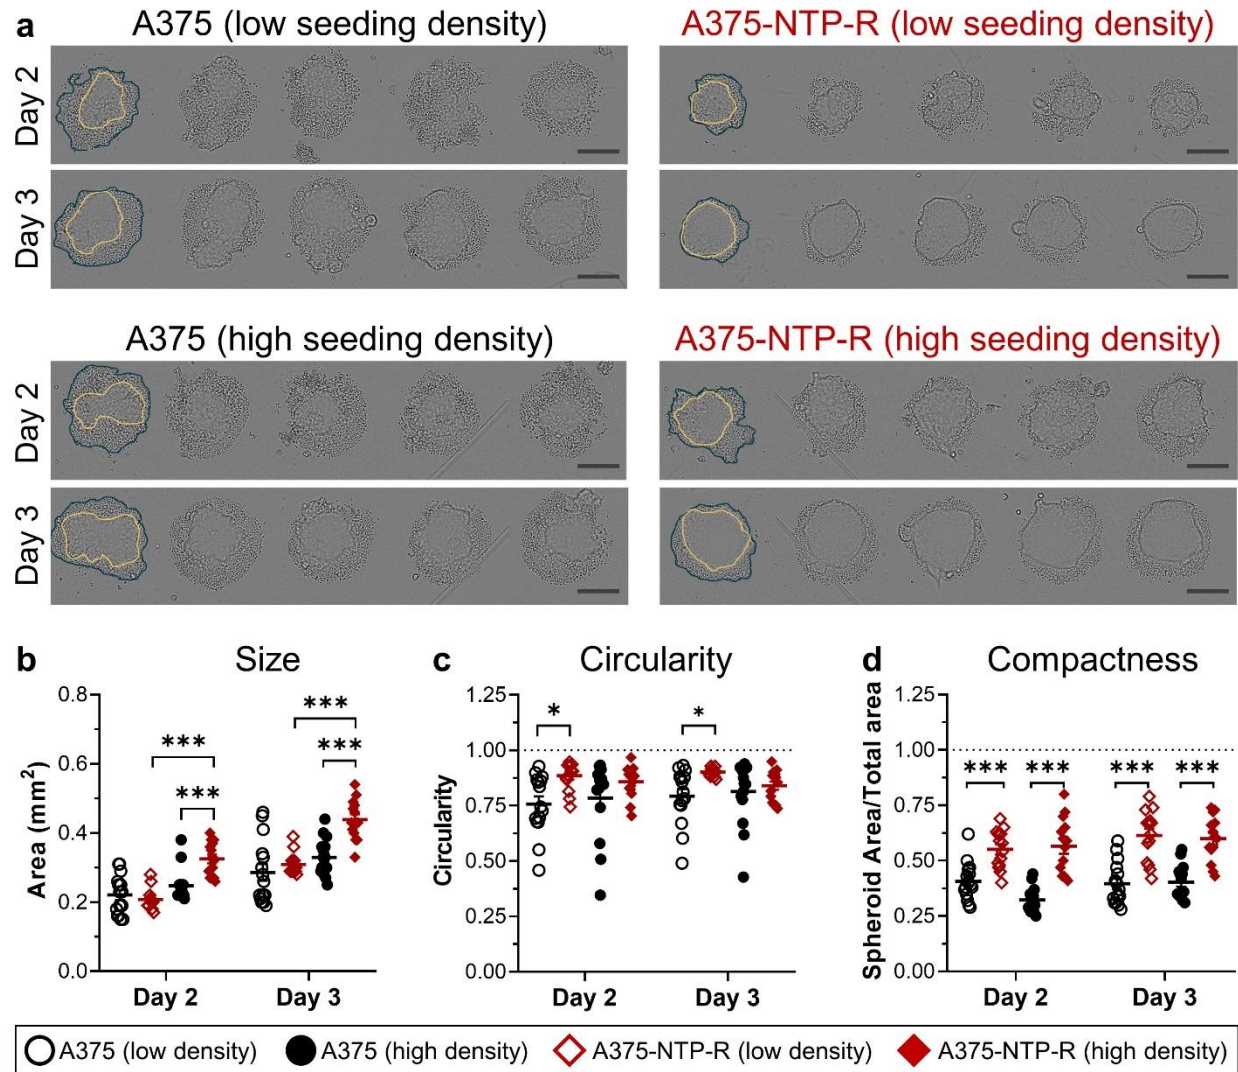 a
A375 (low seeding density)
A375-NTP-R (low seeding density)
Day 2
Day 3
A375 (high seeding density)
A375-NTP-R (high seeding density)
Day 2
Day 3
b
Size
Area (mm²)
0.8
0.6
0.4
0.2
0.0
***
***
***
***
Day 2
Day 3
c
Circularity
Circularity
1.25
1.00
0.75
0.50
0.25
0.00
*
*
Day 2
Day 3
d
Compactness
Spheroid Area/Total area
1.25
1.00
0.75
0.50
0.25
0.00
***
***
***
***
Day 2
Day 3
A375 (low density)
A375 (high density)
A375-NTP-R (low density)
A375-NTP-R (high density)